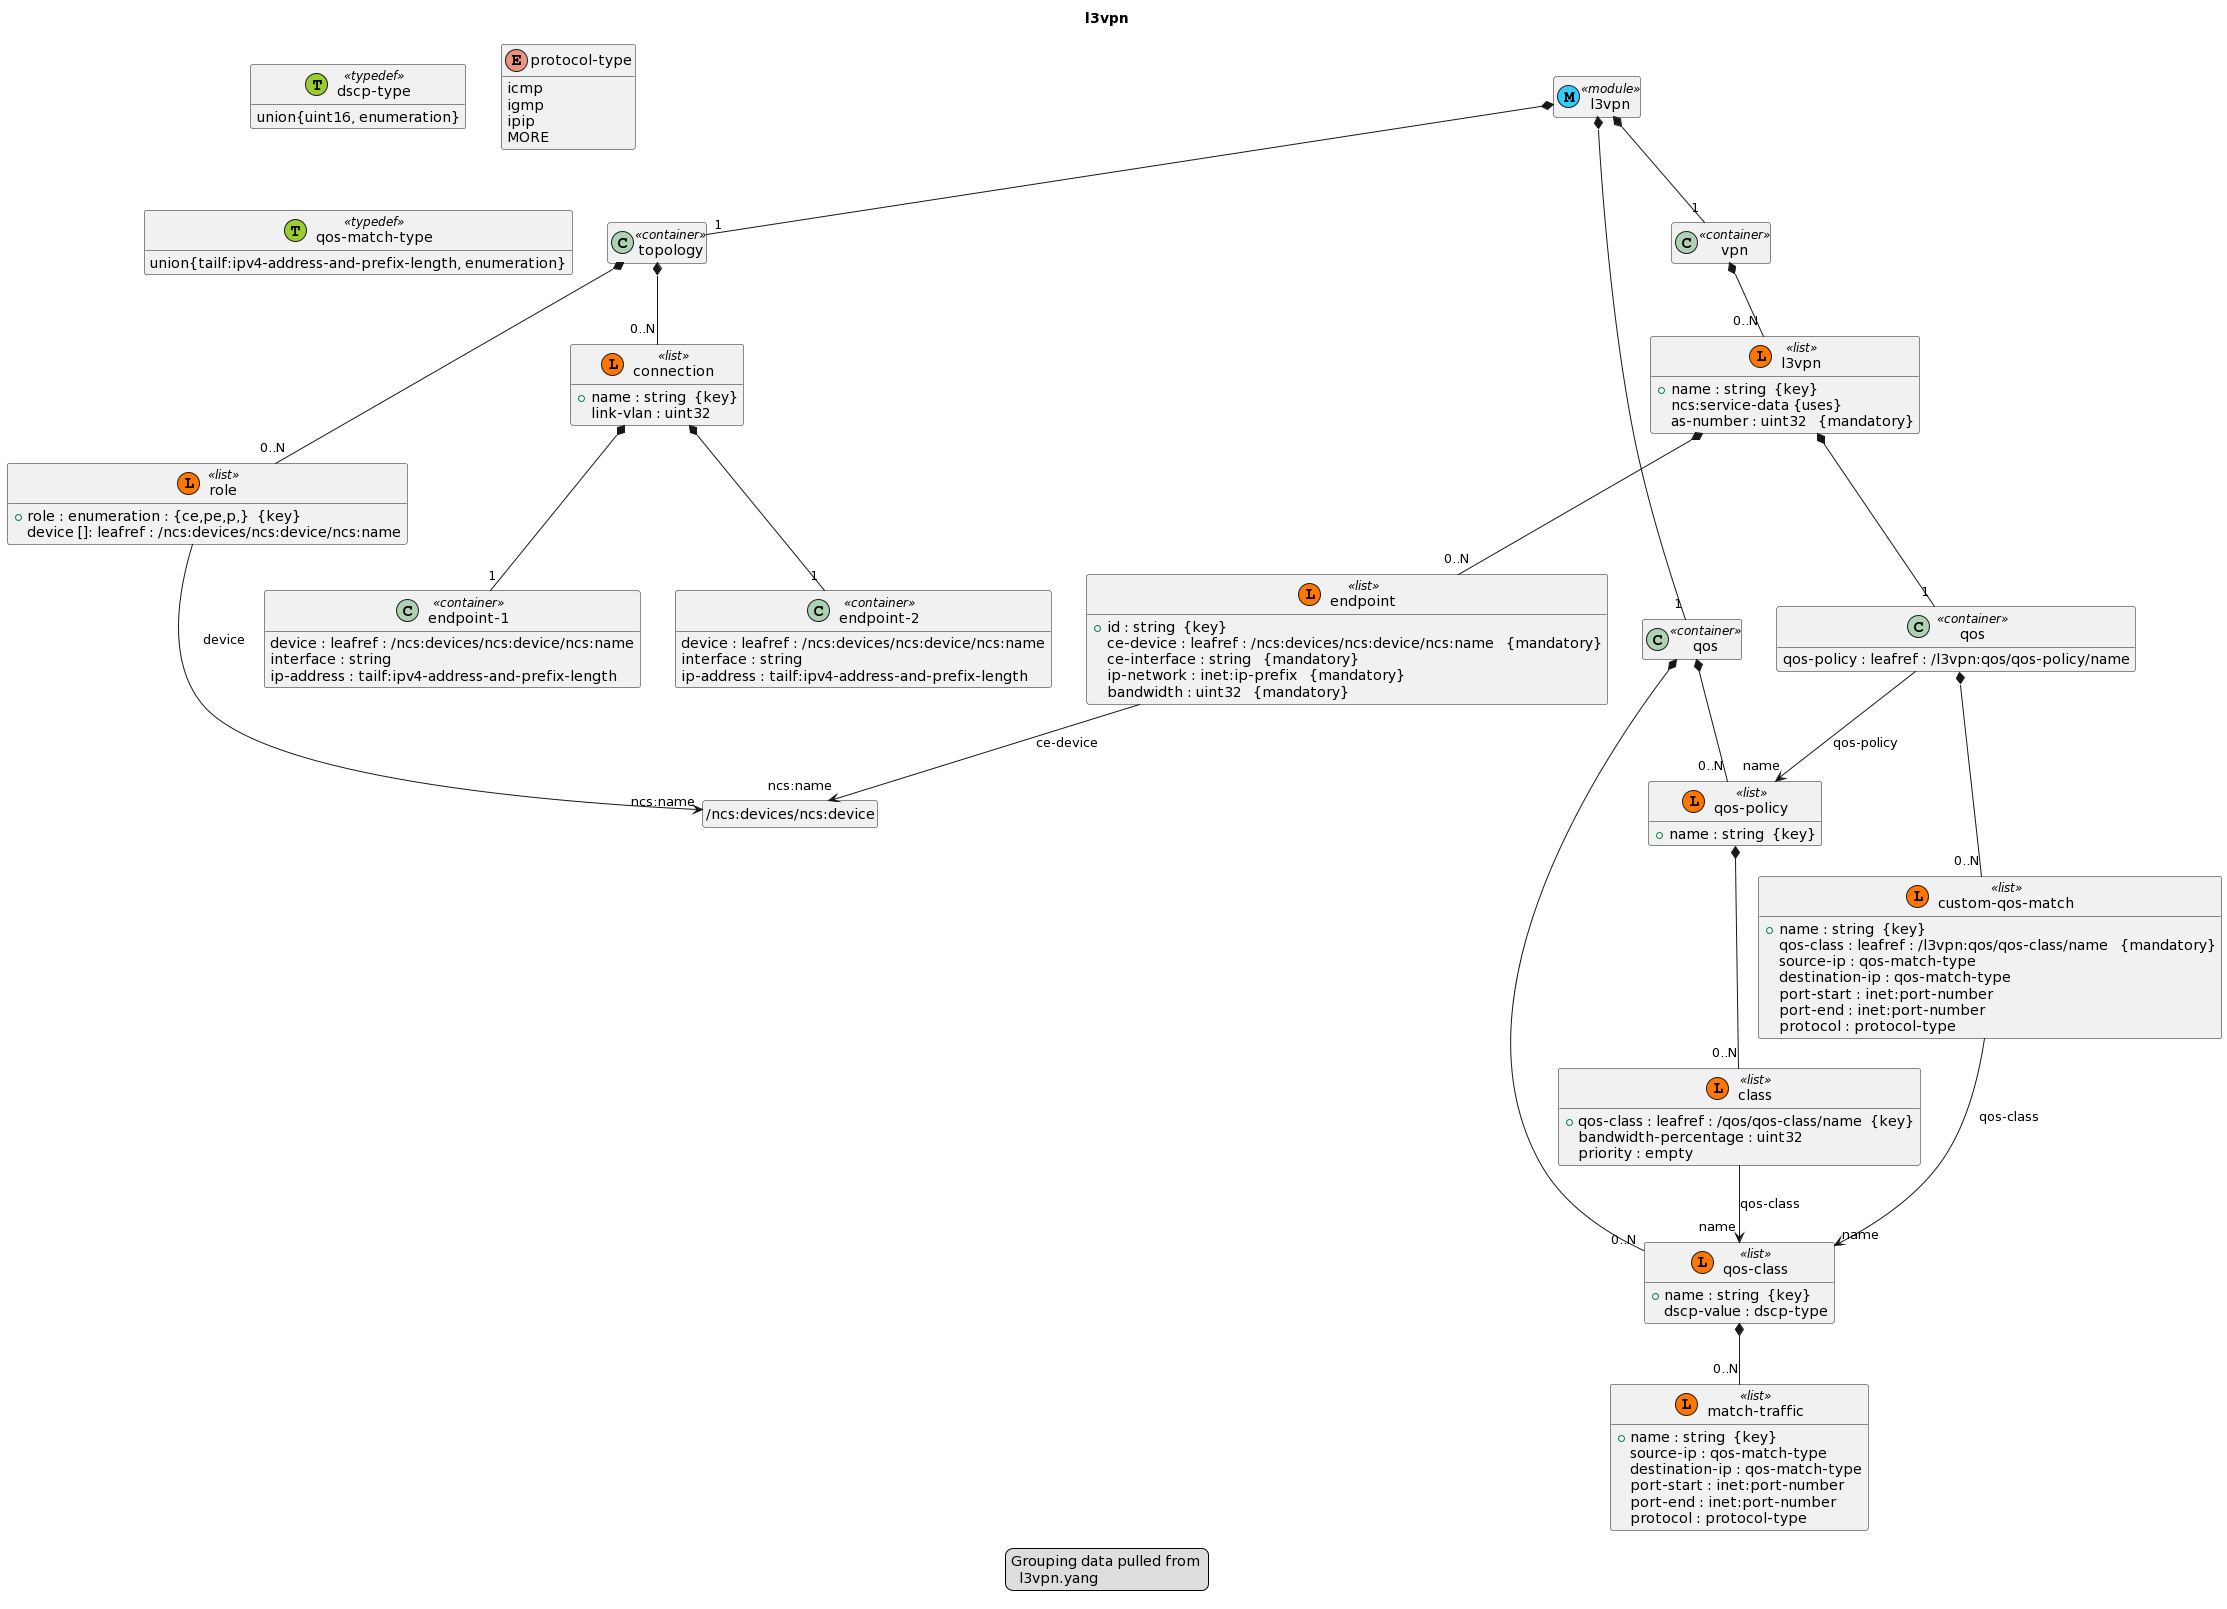 l3vpn
T
«typedef»
dscp-type
union{uint16, enumeration}
E
protocol-type
icmp
igmp
ipip
MORE
M
«module»
l3vpn
T
«typedef»
qos-match-type
union{tailf:ipv4-address-and-prefix-length, enumeration}
1
C
«container»
topology
1
C
«container»
vpn
0..N
L
«list»
connection
name : string  {key}
link-vlan : uint32
0..N
L
«list»
l3vpn
name : string  {key}
ncs:service-data {uses}
as-number : uint32   {mandatory}
0..N
L
«list»
role
role : enumeration : {ce,pe,p,}  {key}
device []: leafref : /ncs:devices/ncs:device/ncs:name
device
1
C
«container»
endpoint-1
device : leafref : /ncs:devices/ncs:device/ncs:name
interface : string
ip-address : tailf:ipv4-address-and-prefix-length
1
C
«container»
endpoint-2
device : leafref : /ncs:devices/ncs:device/ncs:name
interface : string
ip-address : tailf:ipv4-address-and-prefix-length
0..N
L
«list»
endpoint
id : string  {key}
ce-device : leafref : /ncs:devices/ncs:device/ncs:name   {mandatory}
ce-interface : string   {mandatory}
ip-network : inet:ip-prefix   {mandatory}
bandwidth : uint32   {mandatory}
1
C
«container»
qos
1
C
«container»
qos
qos-policy : leafref : /l3vpn:qos/qos-policy/name
ce-device
ncs:name
ncs:name
/ncs:devices/ncs:device
qos-policy
0..N
name
L
«list»
qos-policy
name : string  {key}
0..N
L
«list»
custom-qos-match
name : string  {key}
qos-class : leafref : /l3vpn:qos/qos-class/name   {mandatory}
source-ip : qos-match-type
destination-ip : qos-match-type
port-start : inet:port-number
port-end : inet:port-number
protocol : protocol-type
0..N
L
«list»
class
qos-class : leafref : /qos/qos-class/name  {key}
bandwidth-percentage : uint32
priority : empty
qos-class
qos-class
name
name
0..N
L
«list»
qos-class
name : string  {key}
dscp-value : dscp-type
0..N
L
«list»
match-traffic
name : string  {key}
source-ip : qos-match-type
destination-ip : qos-match-type
port-start : inet:port-number
port-end : inet:port-number
protocol : protocol-type
Grouping data pulled from
l3vpn.yang